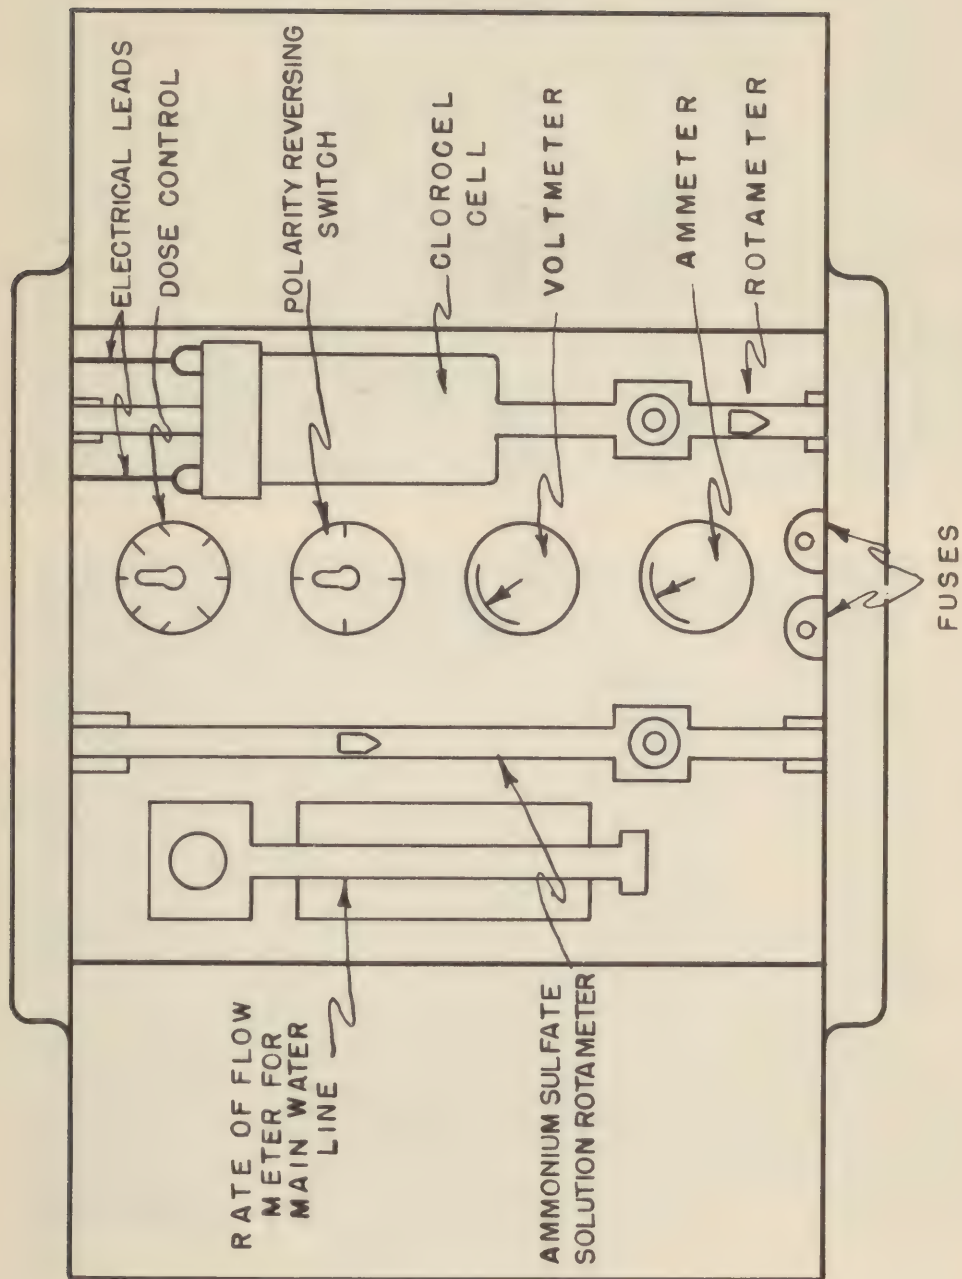 ELECTRICAL LEADS
DOSE CONTROL
POLARITY REVERSING
SWITCH
CLOROCEL
CELL
VOLTMETER
AMMETER
ROTAMETER
FUSES
RATE OF FLOW
METER FOR
MAIN WATER
LINE
AMMONIUM SULFATE
SOLUTION ROTAMETER